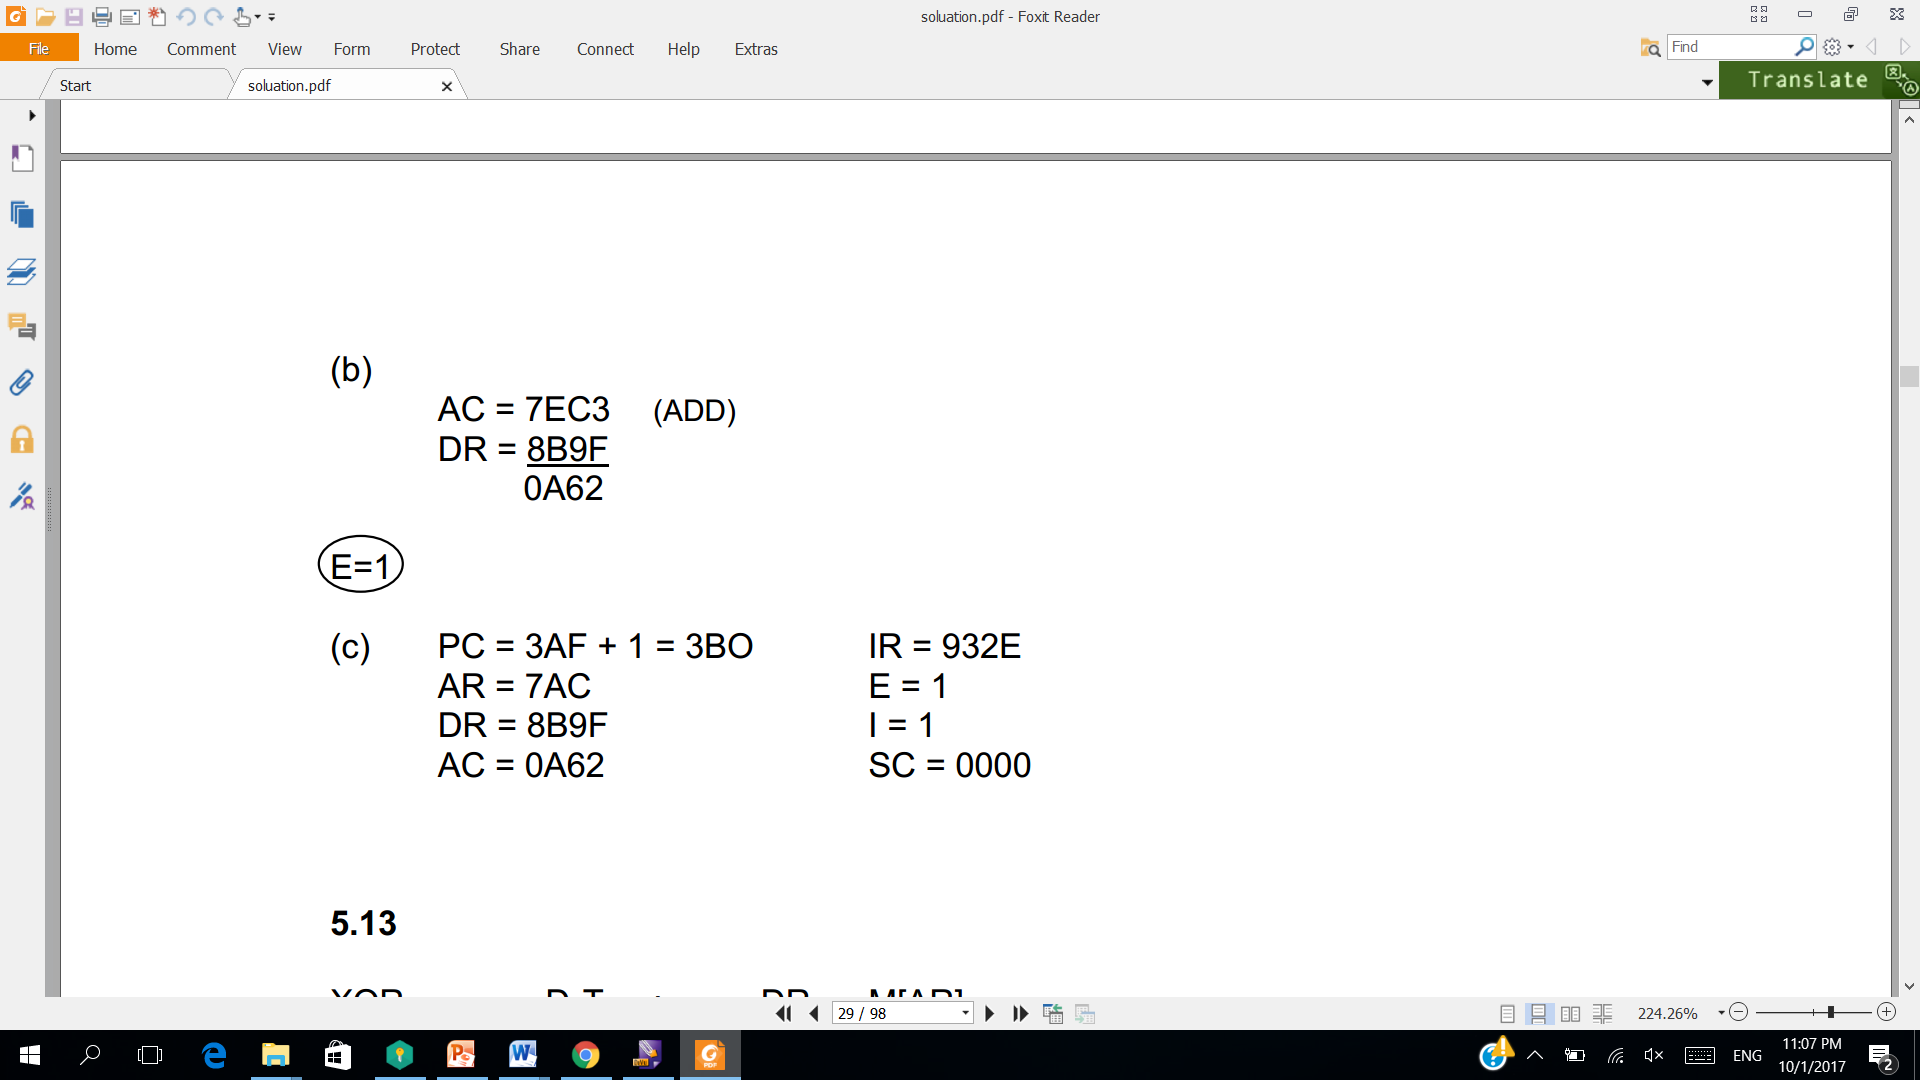 soluation.pdf - Foxit Reader
File Home Comment View Form Protect Share Connect Help Extras
Find
Start
soluation.pdf
Translate
(b)
AC = 7EC3 (ADD)
DR = 8B9F
0A62
E=1
(c) PC = 3AF + 1 = 3BO IR = 932E
AR = 7AC E = 1
DR = 8B9F I = 1
AC = 0A62 SC = 0000
5.13
29 / 98
224.26%
ENG
11:07 PM
10/1/2017
2